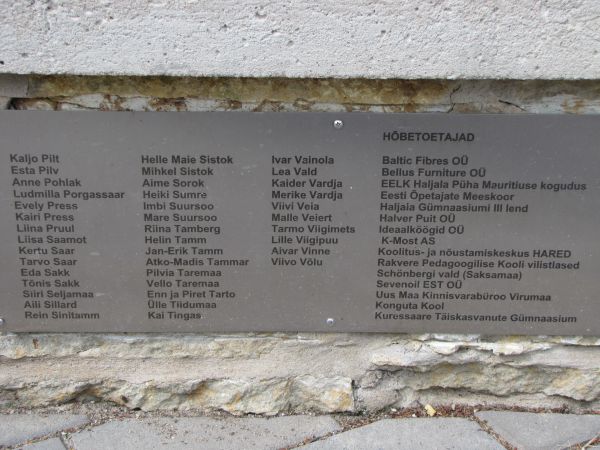 Kaljo Pilt
Esta Pilv
Anne Pohlak
Ludmilla Porgassaar
Evely Press
Kairi Press
Liina Pruul
Liisa Saamot
Kertu Saar
Tarvo Saar
Eda Sakk
Tõnis Sakk
Siiri Seljamaa
Aili Sillard
Rein Sinitamm
Helle Maie Sistok
Mihkel Sistok
Aime Sorok
Heiki Sumre
Imbi Suursoo
Mare Suursoo
Riina Tamberg
Helin Tamm
Jan-Erik Tamm
Atko-Madis Tammar
Pilvia Taremaa
Vello Taremaa
Enn ja Piret Tarto
Ülle Tiidumaa
Kai Tingas
Ivar Vainola
Lea Vald
Kaider Vardja
Merike Vardja
Viivi Veia
Malle Veiert
Tarmo Viigimets
Lille Viigipuu
Aivar Vinne
Viivo Võlu
HÕBETOETAJAD
Baltic Fibres OÜ
Bellus Furniture OÜ
EELK Haljala Püha Mauritiuse kogudus
Eesti Õpetajate Meeskoor
Haljala Gümnaasiumi III lend
Halver Puit OÜ
Ideaalköögid OÜ
K-Most AS
Koolitus- ja nõustamiskeskus HARED
Rakvere Pedagoogilise Kooli vilistlased
Schönbergi vald (Saksamaa)
Sevenoil EST OÜ
Uus Maa Kinnisvarabüroo Virumaa
Konguta Kool
Kuressaare Täiskasvanute Gümnaasium